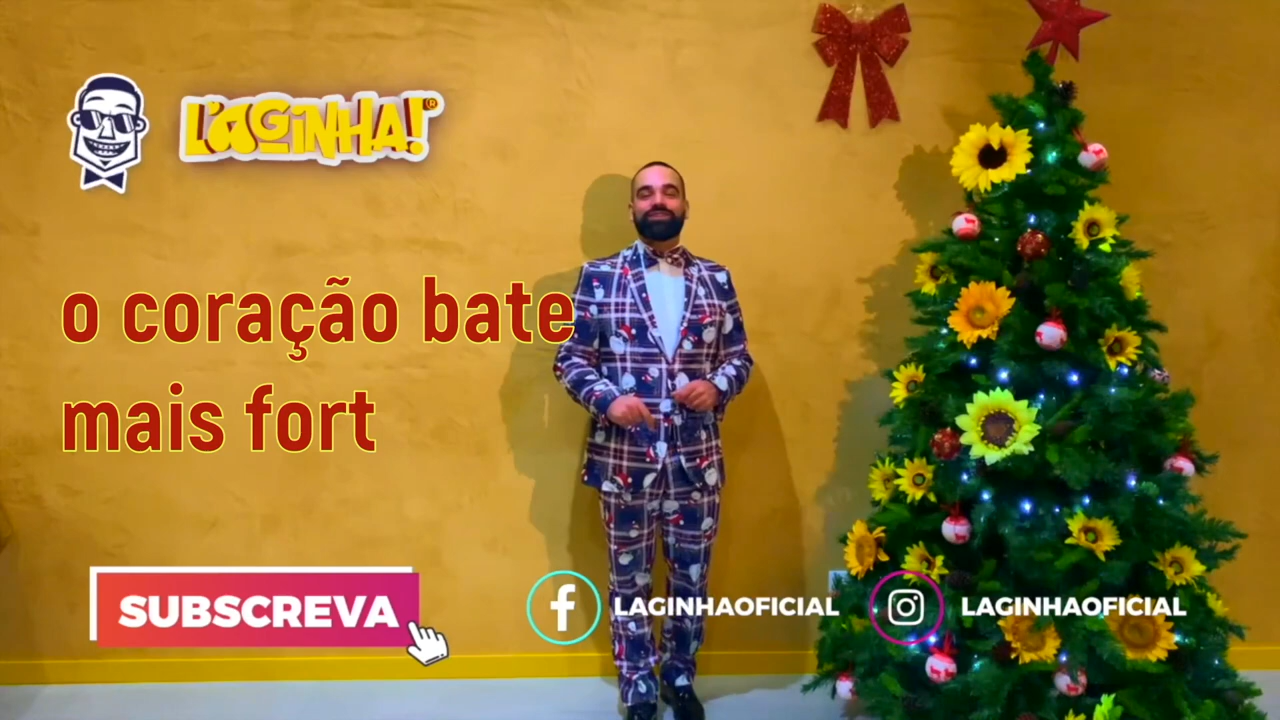 L'AGINHA!®
o coração bate
mais fort
SUBSCREVA
LAGINHAOFICIAL
LAGINHAOFICIAL